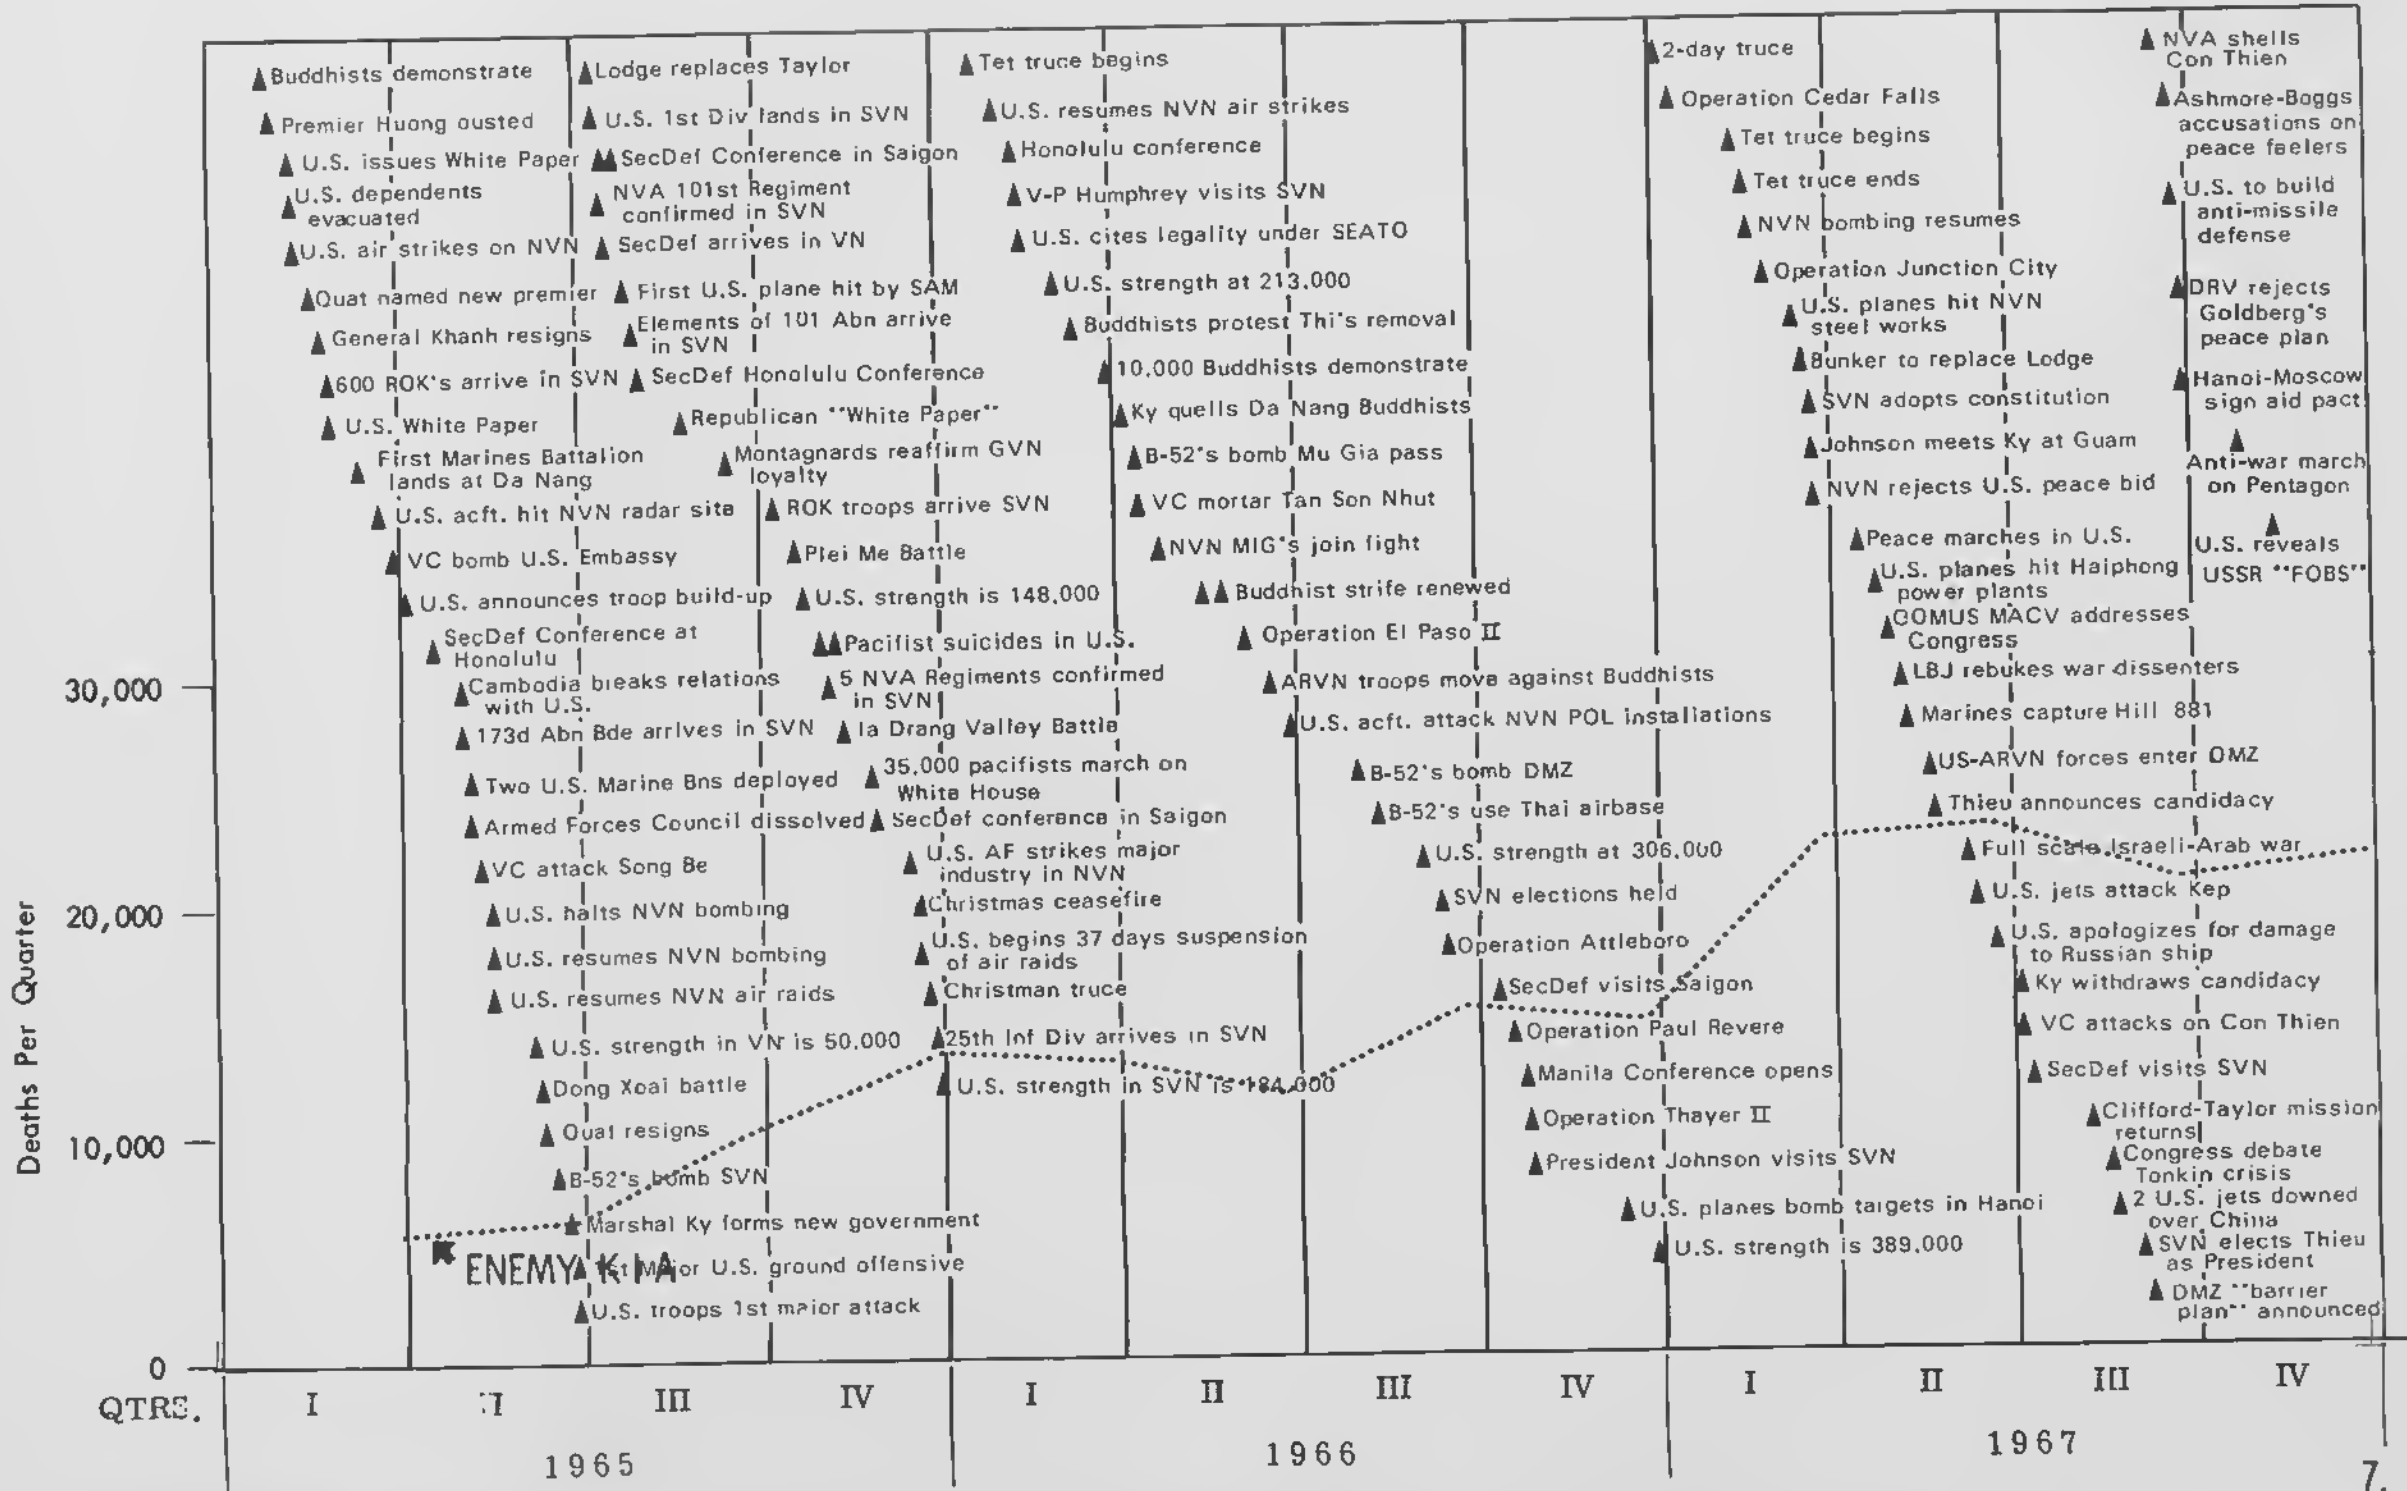 Buddhists demonstrate
Premier Huong ousted
U.S. issues White Paper
U.S. dependents
evacuated
U.S. air strikes on NVN
Quat named new premier
General Khanh resigns
600 ROK's arrive in SVN
U.S. White Paper
First Marines Battalion
lands at Da Nang
U.S. acft. hit NVN radar site
VC bomb U.S. Embassy
U.S. announces troop build-up
SecDef Conference at
Honolulu
Cambodia breaks relations
with U.S.
173d Abn Bde arrives in SVN
Two U.S. Marine Bns deployed
Armed Forces Council dissolved
VC attack Song Be
U.S. halts NVN bombing
U.S. resumes NVN bombing
U.S. resumes NVN air raids
U.S. strength in VN is 50,000
Dong Xoai battle
Quat resigns
B-52's bomb SVN
Marshal Ky forms new government
1st Major U.S. ground offensive
U.S. troops 1st major attack
ENEMY KIA
Lodge replaces Taylor
U.S. 1st Div lands in SVN
SecDef Conference in Saigon
NVA 101st Regiment
confirmed in SVN
SecDef arrives in VN
First U.S. plane hit by SAM
Elements of 101 Abn arrive
in SVN
SecDef Honolulu Conference
Republican "White Paper"
Montagnards reaffirm GVN
loyalty
ROK troops arrive SVN
Plei Me Battle
U.S. strength is 148,000
Pacifist suicides in U.S.
5 NVA Regiments confirmed
in SVN
Ia Drang Valley Battle
35,000 pacifists march on
White House
SecDef conference in Saigon
U.S. AF strikes major
industry in NVN
Christmas ceasefire
U.S. begins 37 days suspension
of air raids
Christman truce
25th Inf Div arrives in SVN
U.S. strength in SVN is 184,000
Tet truce begins
U.S. resumes NVN air strikes
Honolulu conference
V-P Humphrey visits SVN
U.S. cites legality under SEATO
U.S. strength at 213,000
Buddhists protest Thi's removal
10,000 Buddhists demonstrate
Ky quells Da Nang Buddhists
B-52's bomb Mu Gia pass
VC mortar Tan Son Nhut
NVN MIG's join fight
Buddhist strife renewed
Operation El Paso II
ARVN troops move against Buddhists
U.S. acft. attack NVN POL installations
B-52's bomb DMZ
B-52's use Thai airbase
U.S. strength at 306,000
SVN elections held
Operation Attleboro
SecDef visits Saigon
Operation Paul Revere
Manila Conference opens
Operation Thayer II
President Johnson visits SVN
U.S. planes bomb targets in Hanoi
U.S. strength is 389,000
2-day truce
Operation Cedar Falls
Tet truce begins
Tet truce ends
NVN bombing resumes
Operation Junction City
U.S. planes hit NVN
steel works
Bunker to replace Lodge
SVN adopts constitution
Johnson meets Ky at Guam
NVN rejects U.S. peace bid
Peace marches in U.S.
U.S. planes hit Haiphong
power plants
COMUS MACV addresses
Congress
LBJ rebukes war dissenters
Marines capture Hill 881
US-ARVN forces enter DMZ
Thieu announces candidacy
Full scale Israeli-Arab war
U.S. jets attack Kep
U.S. apologizes for damage
to Russian ship
Ky withdraws candidacy
VC attacks on Con Thien
SecDef visits SVN
Clifford-Taylor mission
returns
Congress debate
Tonkin crisis
2 U.S. jets downed
over China
SVN elects Thieu
as President
DMZ "barrier
plan" announced
NVA shells
Con Thien
Ashmore-Boggs
accusations on
peace feelers
U.S. to build
anti-missile
defense
DRV rejects
Goldberg's
peace plan
Hanoi-Moscow
sign aid pact
Anti-war march
on Pentagon
U.S. reveals
USSR "FOBS"
Deaths Per Quarter
30,000
20,000
10,000
0
QTRS.
I II III IV I II III IV I II III IV
1965 1966 1967
7.